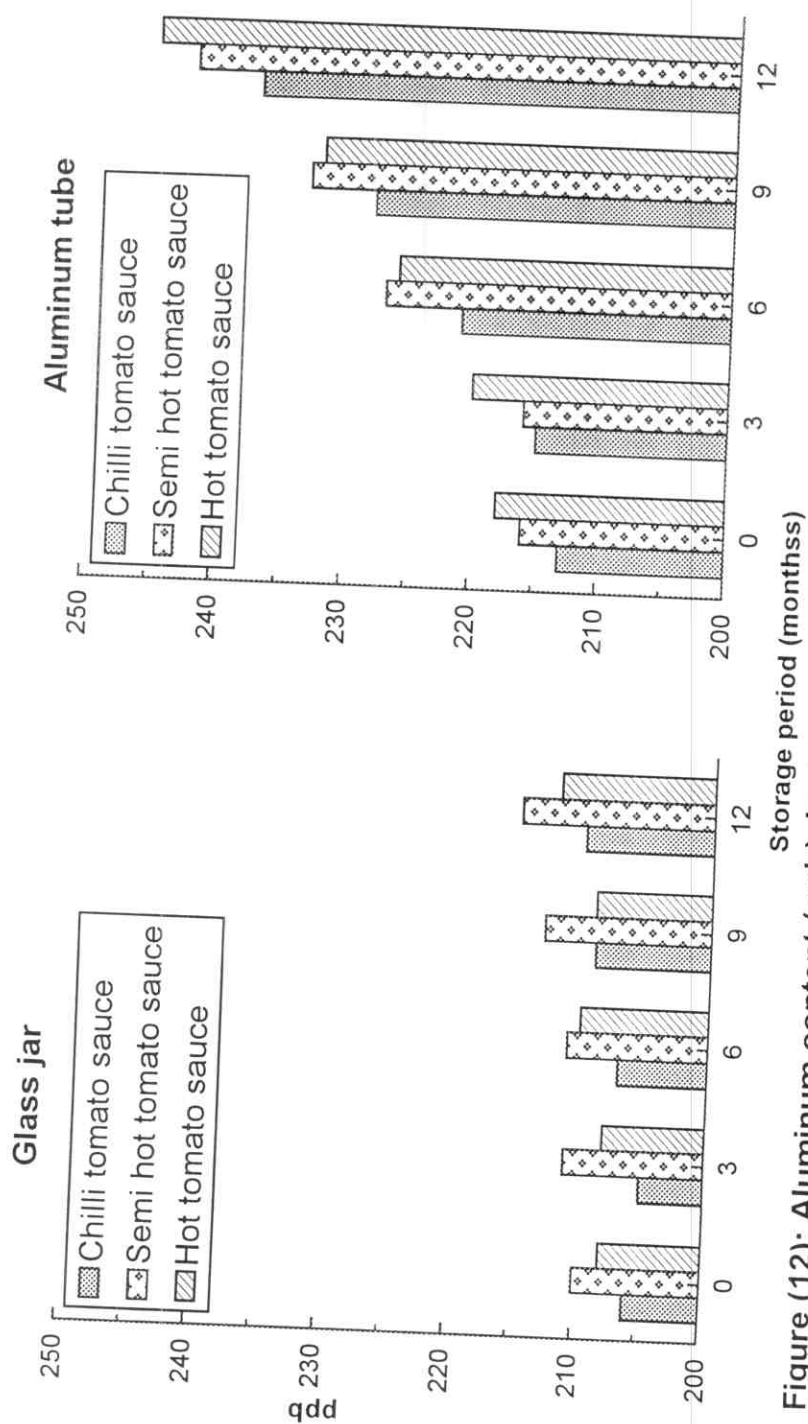 Glass jar
Chilli tomato sauce
Semi hot tomato sauce
Hot tomato sauce
ppb
250
240
230
220
210
200
0 3 6 9 12
Aluminum tube
Chilli tomato sauce
Semi hot tomato sauce
Hot tomato sauce
250
240
230
220
210
200
0 3 6 9 12
Storage period (monthss)
Figure (12): Aluminum content (ppb)